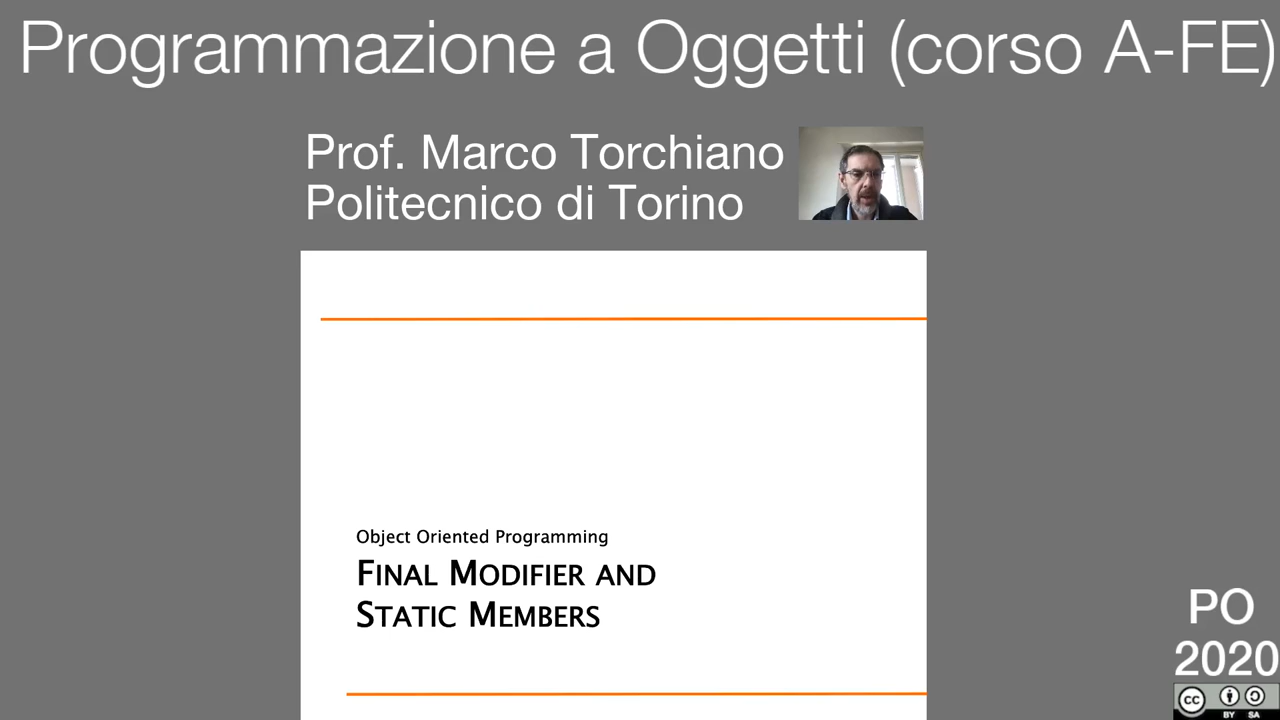 Programmazione a Oggetti (corso A-FE)
Prof. Marco Torchiano
Politecnico di Torino
Object Oriented Programming
FINAL MODIFIER AND
STATIC MEMBERS
PO
2020
CC
BY SA